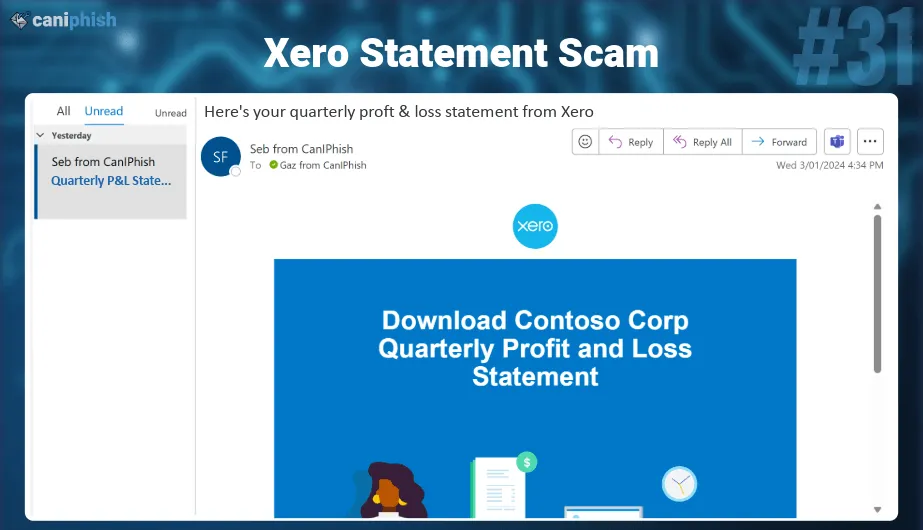 caniphish
#31
Xero Statement Scam
All Unread Unread
Yesterday
Seb from CanIPhish
Quarterly P&L State...
Here's your quarterly proft & loss statement from Xero
SF
Seb from CanIPhish
To Gaz from CanIPhish
Reply Reply All Forward
Wed 3/01/2024 4:34 PM
xero
Download Contoso Corp
Quarterly Profit and Loss
Statement
$